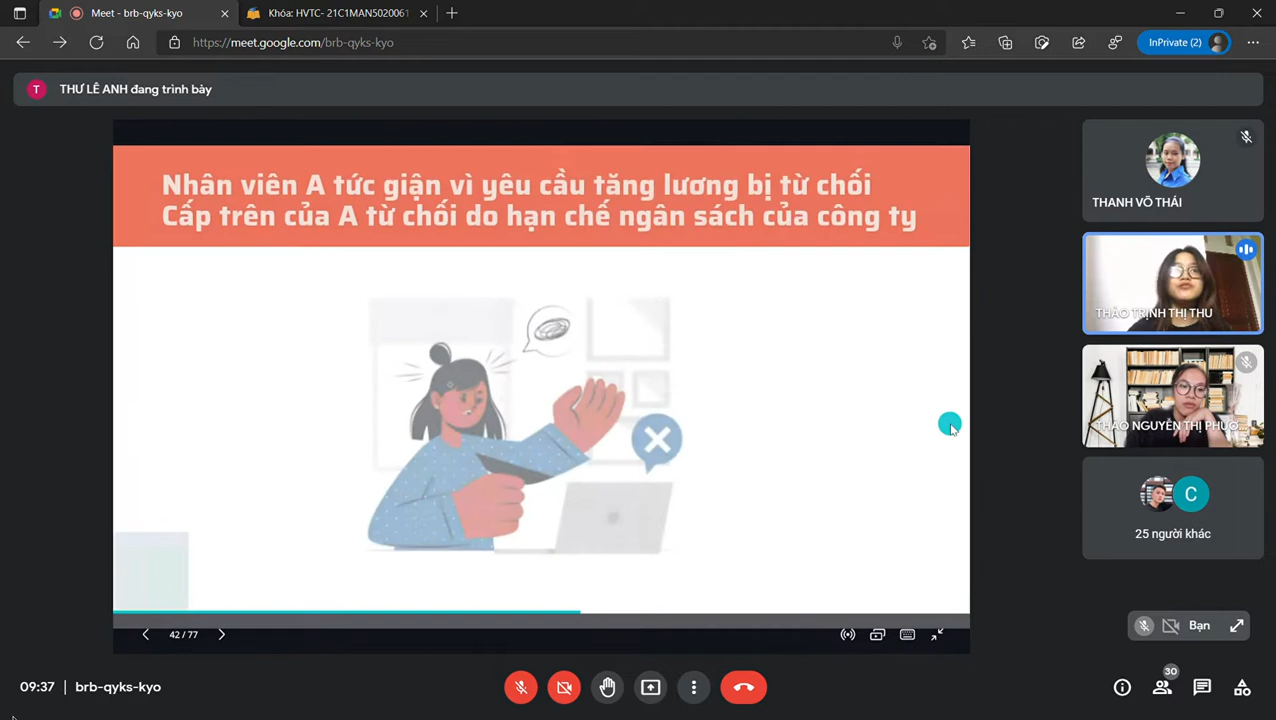 Meet - brb-qyks-kyo
Khóa: HVTC- 21C1MAN5020061
https://meet.google.com/brb-qyks-kyo
InPrivate (2)
T
THƯ LÊ ANH đang trình bày
Nhân viên A tức giận vì yêu cầu tăng lương bị từ chối
Cấp trên của A từ chối do hạn chế ngân sách của công ty
THANH VÕ THÁI
THẢO TRỊNH THỊ THU
THẢO NGUYỄN THỊ PHƯƠ...
C
25 người khác
42 / 77
Bạn
09:37 | brb-qyks-kyo
30